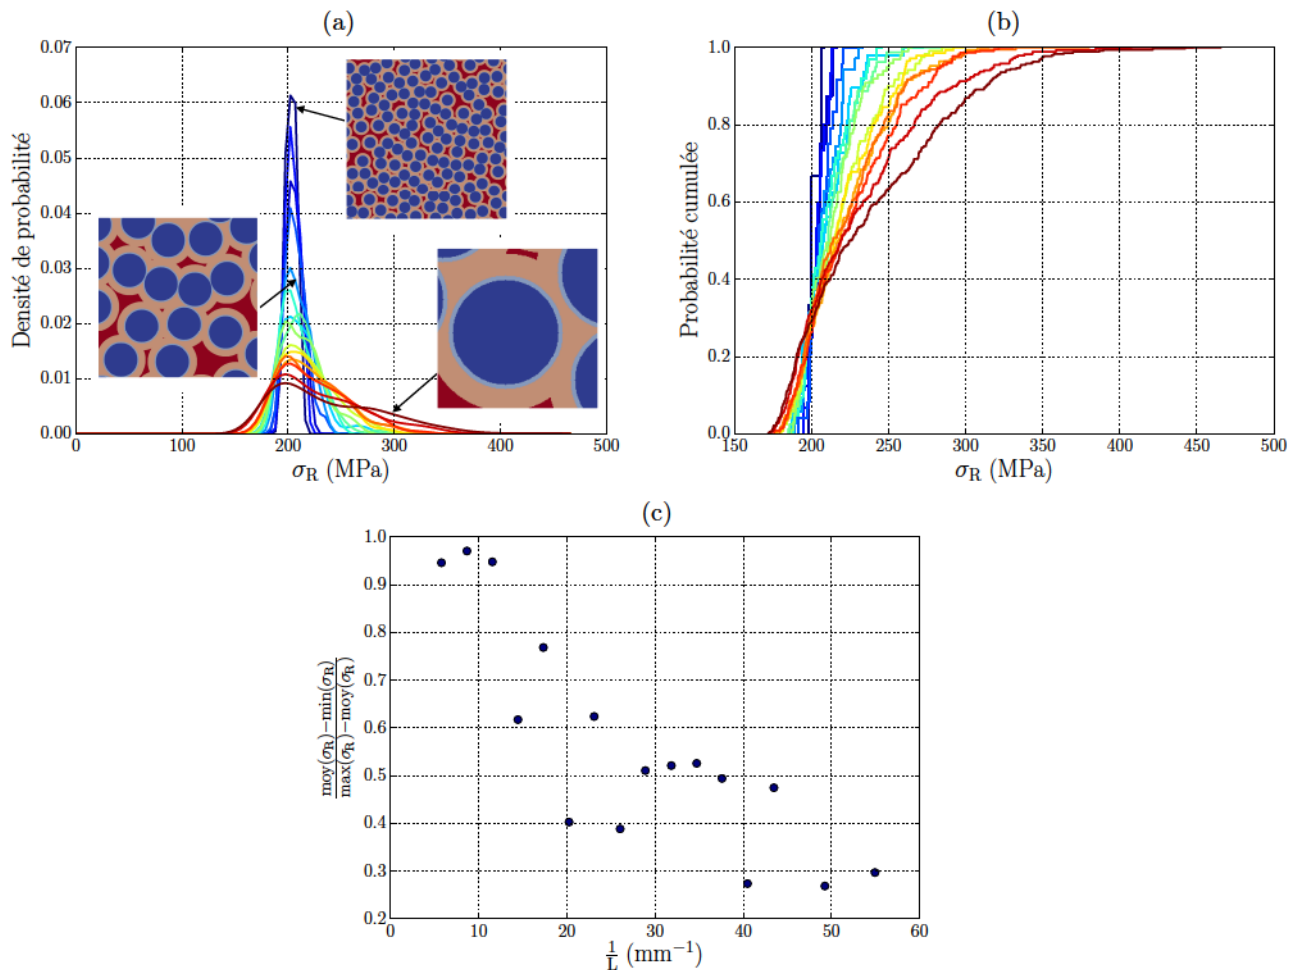 (a)
0.07
0.06
0.05
0.04
0.03
0.02
0.01
0.00
Densité de probabilité
0 100 200 300 400 500
σR (MPa)
(b)
1.0
0.8
0.6
0.4
0.2
0.0
Probabilité cumulée
150 200 250 300 350 400 450 500
σR (MPa)
(c)
1.0
0.9
0.8
0.7
0.6
0.5
0.4
0.3
0.2
moy(σR)−min(σR)
max(σR)−moy(σR)
0 10 20 30 40 50 60
1/L (mm−1)